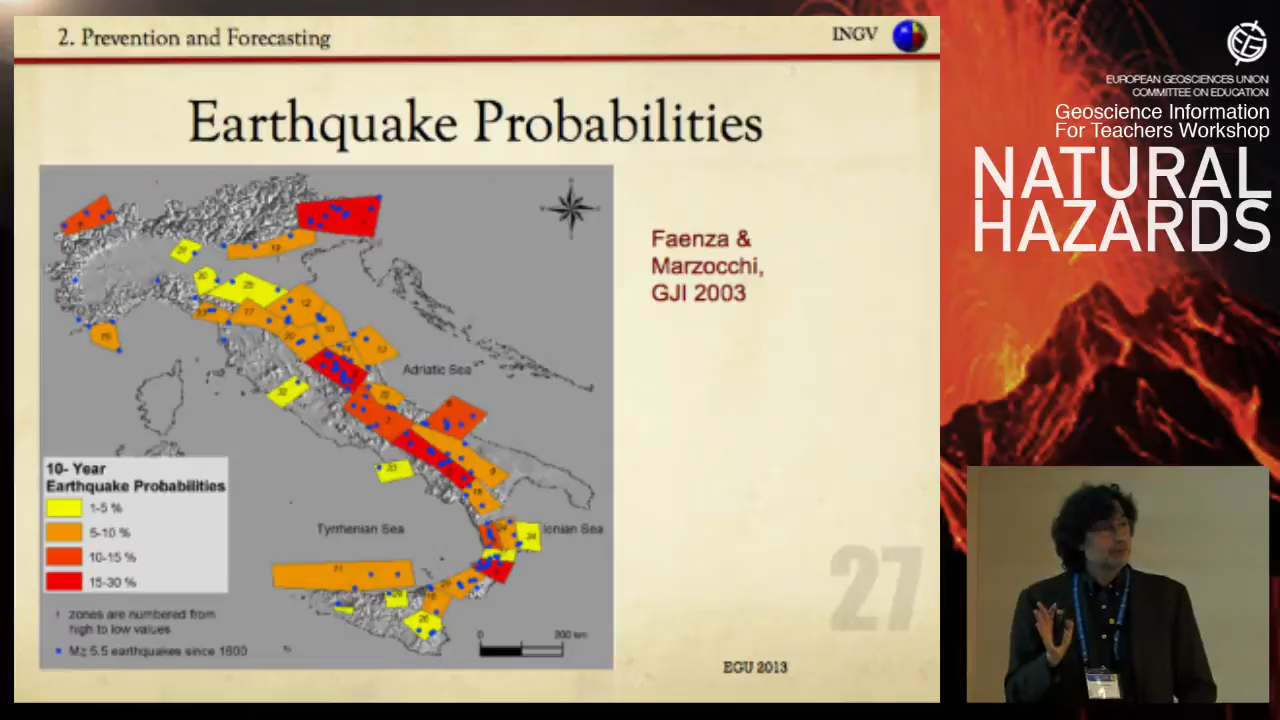 2. Prevention and Forecasting
INGV
Earthquake Probabilities
Faenza &
Marzocchi,
GJI 2003
Adriatic Sea
Tyrrhenian Sea
Ionian Sea
10- Year
Earthquake Probabilities
1-5 %
5-10 %
10-15 %
15-30 %
zones are numbered from
high to low values
M≥ 5.5 earthquakes since 1600
0
200 km
EGU 2013
27
EUROPEAN GEOSCIENCES UNION
COMMITTEE ON EDUCATION
Geoscience Information
For Teachers Workshop
NATURAL
HAZARDS